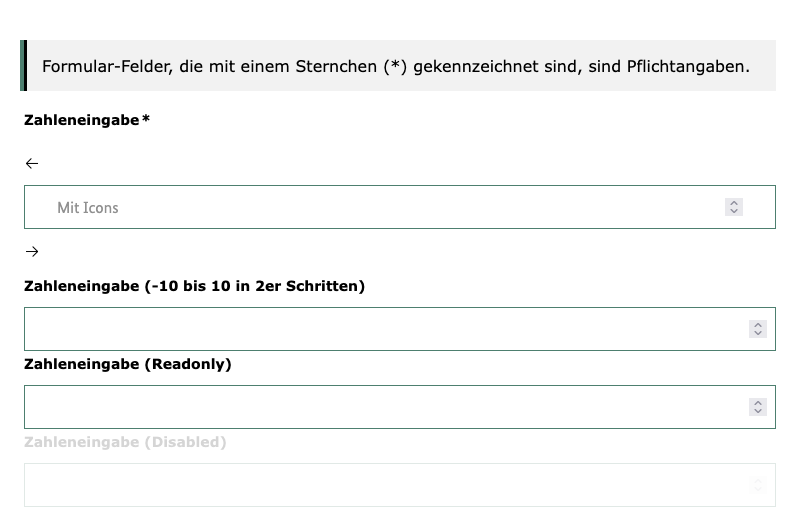 Formular-Felder, die mit einem Sternchen (*) gekennzeichnet sind, sind Pflichtangaben.
Zahleneingabe*
←
Mit Icons
→
Zahleneingabe (-10 bis 10 in 2er Schritten)
Zahleneingabe (Readonly)
Zahleneingabe (Disabled)